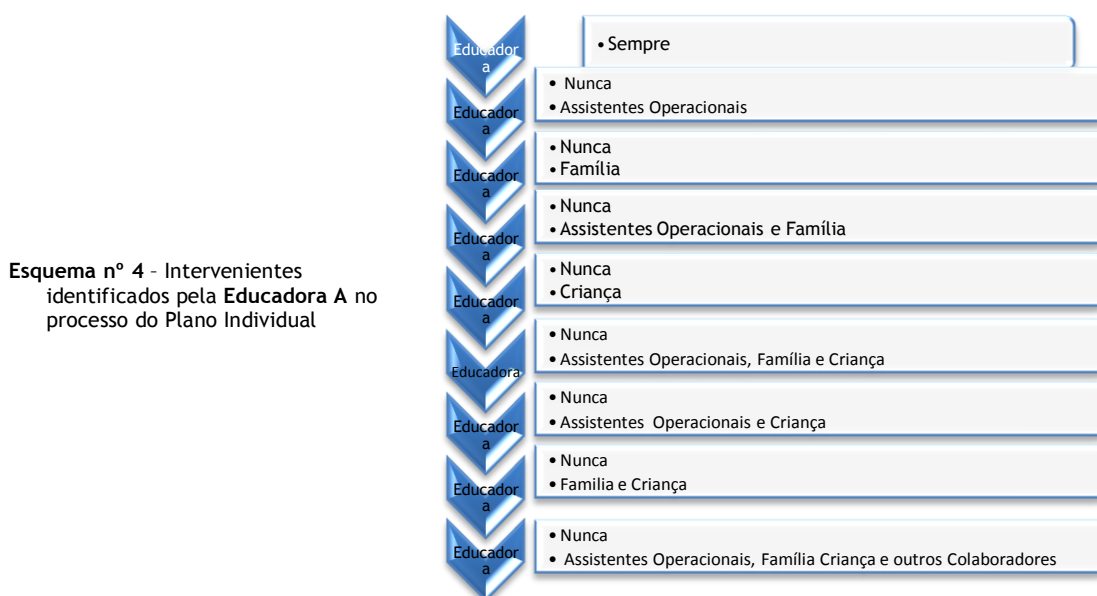 Esquema nº 4 – Intervenientes
identificados pela Educadora A no
processo do Plano Individual
Educador
a
• Sempre
Educador
a
• Nunca
• Assistentes Operacionais
Educador
a
• Nunca
• Família
Educador
a
• Nunca
• Assistentes Operacionais e Família
Educador
a
• Nunca
• Criança
Educadora
• Nunca
• Assistentes Operacionais, Família e Criança
Educador
a
• Nunca
• Assistentes Operacionais e Criança
Educador
a
• Nunca
• Familia e Criança
Educador
a
• Nunca
• Assistentes Operacionais, Família Criança e outros Colaboradores